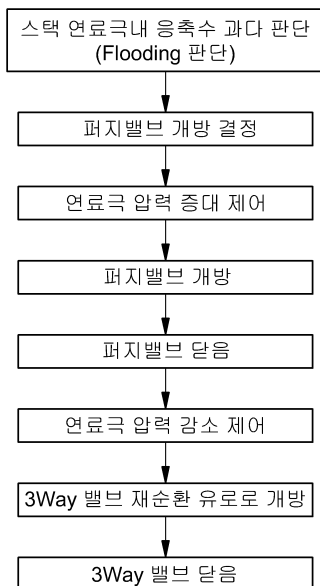 스택 연료극내 응축수 과다 판단
(Flooding 판단)
퍼지밸브 개방 결정
연료극 압력 증대 제어
퍼지밸브 개방
퍼지밸브 닫음
연료극 압력 감소 제어
3Way 밸브 재순환 유로로 개방
3Way 밸브 닫음